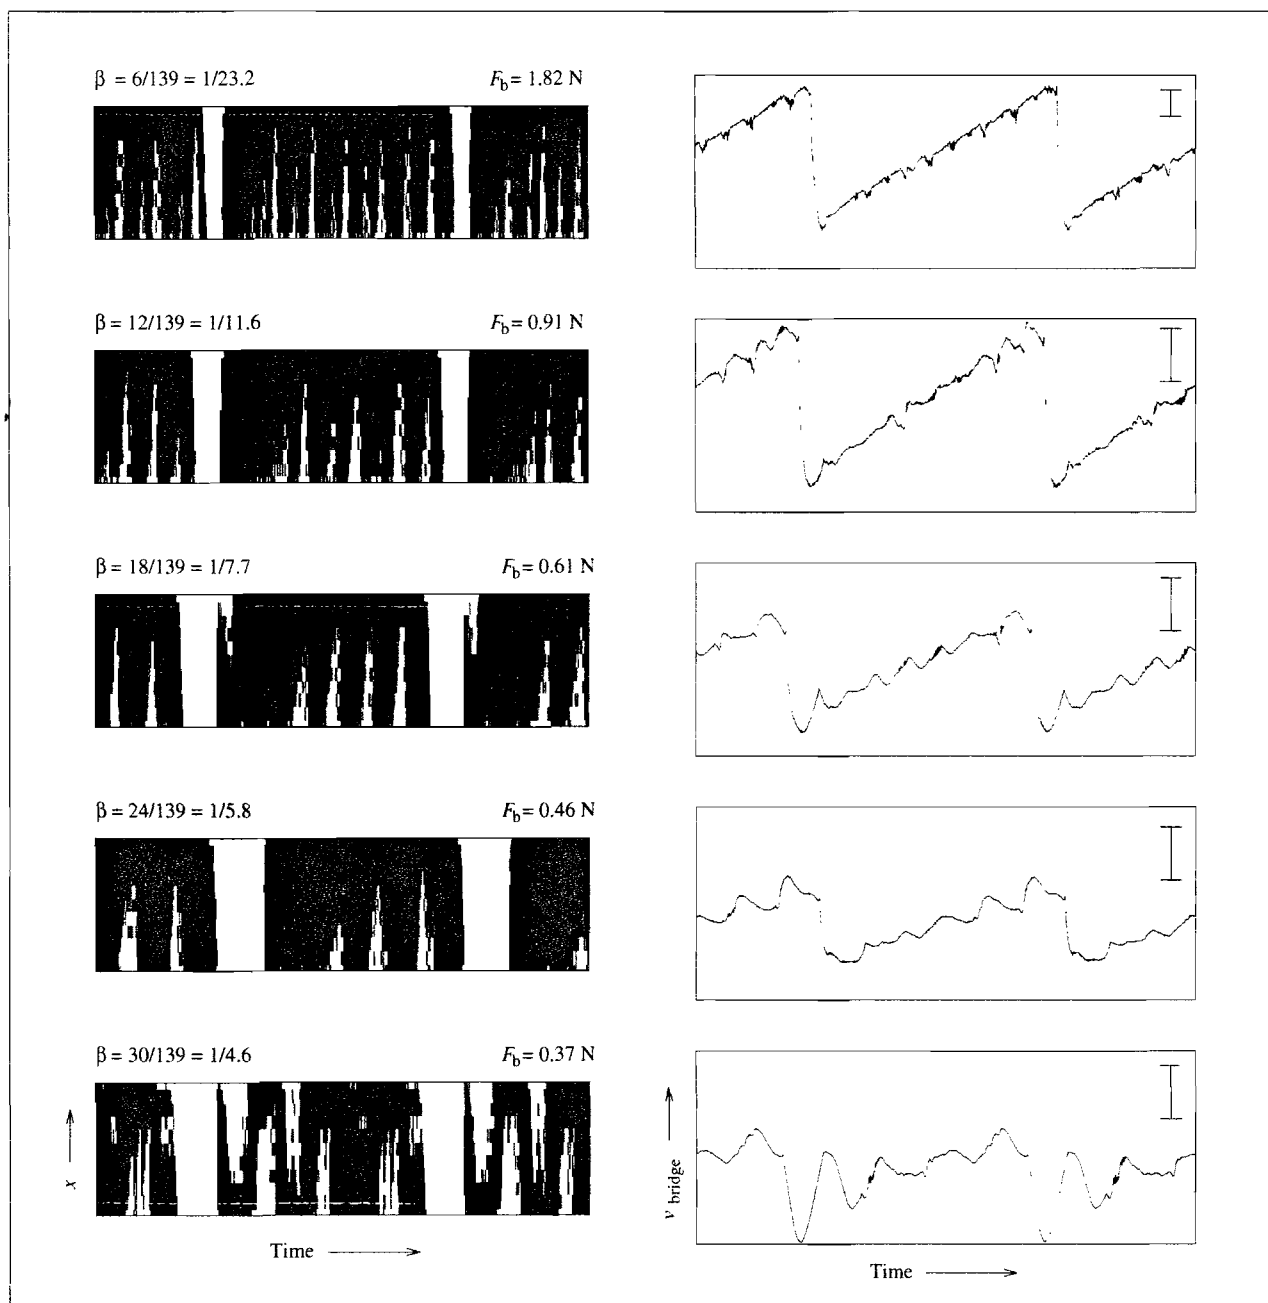 β = 6/139 = 1/23.2 F_b = 1.82 N
β = 12/139 = 1/11.6 F_b = 0.91 N
β = 18/139 = 1/7.7 F_b = 0.61 N
β = 24/139 = 1/5.8 F_b = 0.46 N
β = 30/139 = 1/4.6 F_b = 0.37 N
x
Time
v_bridge
Time